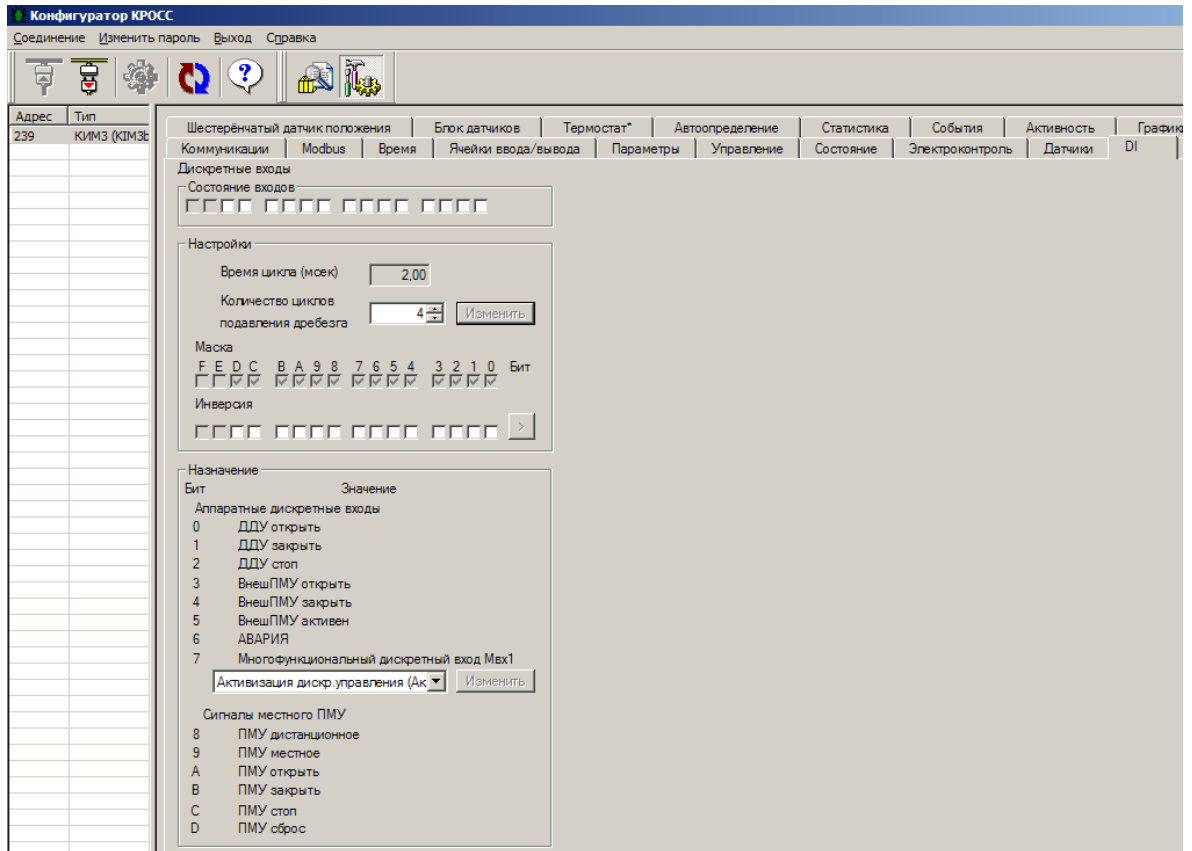 Конфигуратор КРОСС
Соединение Изменить пароль Выход Справка
Адрес Тип
239 КИМ3 (KIM3b
Шестерёнчатый датчик положения Блок датчиков Термостат* Автоопределение Статистика События Активность График
Коммуникации Modbus Время Ячейки ввода/вывода Параметры Управление Состояние Электроконтроль Датчики DI
Дискретные входы
Состояние входов
Настройки
Время цикла (мсек) 2,00
Количество циклов
подавления дребезга 4 Изменить
Маска
F E D C B A 9 8 7 6 5 4 3 2 1 0 Бит
Инверсия
>
Назначение
Бит Значение
Аппаратные дискретные входы
0 ДДУ открыть
1 ДДУ закрыть
2 ДДУ стоп
3 ВнешПМУ открыть
4 ВнешПМУ закрыть
5 ВнешПМУ активен
6 АВАРИЯ
7 Многофункциональный дискретный вход Мвх1
Активизация дискр.управления (Ак Изменить
Сигналы местного ПМУ
8 ПМУ дистанционное
9 ПМУ местное
A ПМУ открыть
B ПМУ закрыть
C ПМУ стоп
D ПМУ сброс